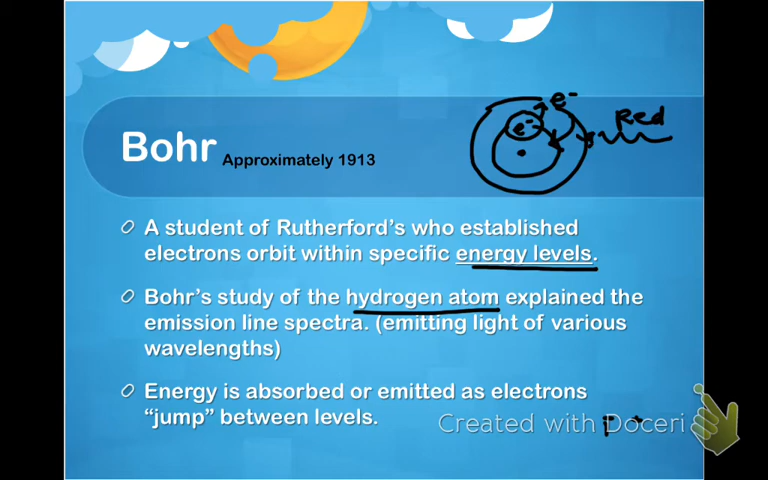 e-
e-
Red
Bohr Approximately 1913
A student of Rutherford's who established
electrons orbit within specific energy levels.
Bohr's study of the hydrogen atom explained the
emission line spectra. (emitting light of various
wavelengths)
Energy is absorbed or emitted as electrons
"jump" between levels.
Created with Doceri